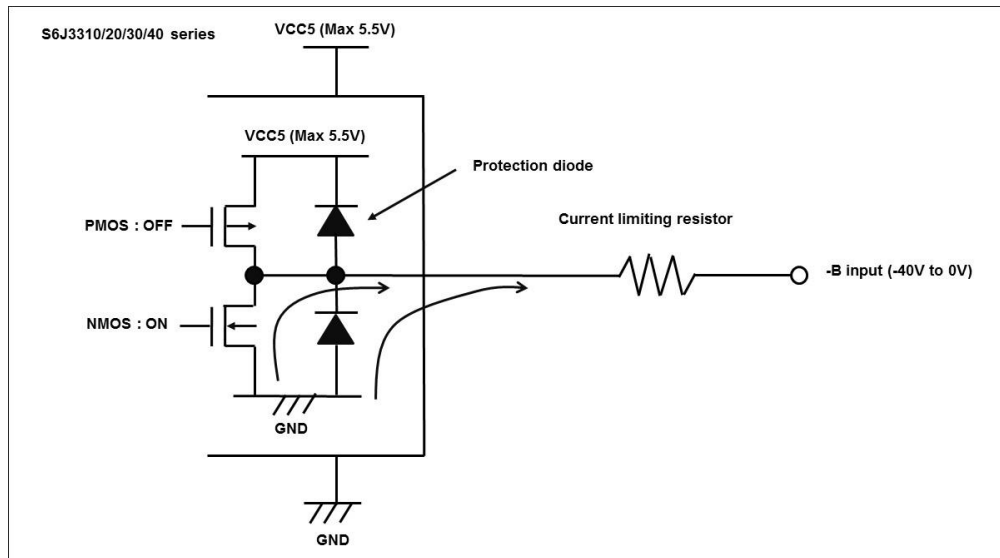 S6J3310/20/30/40 series
VCC5 (Max 5.5V)
VCC5 (Max 5.5V)
Protection diode
PMOS : OFF
Current limiting resistor
-B input (-40V to 0V)
NMOS : ON
GND
GND